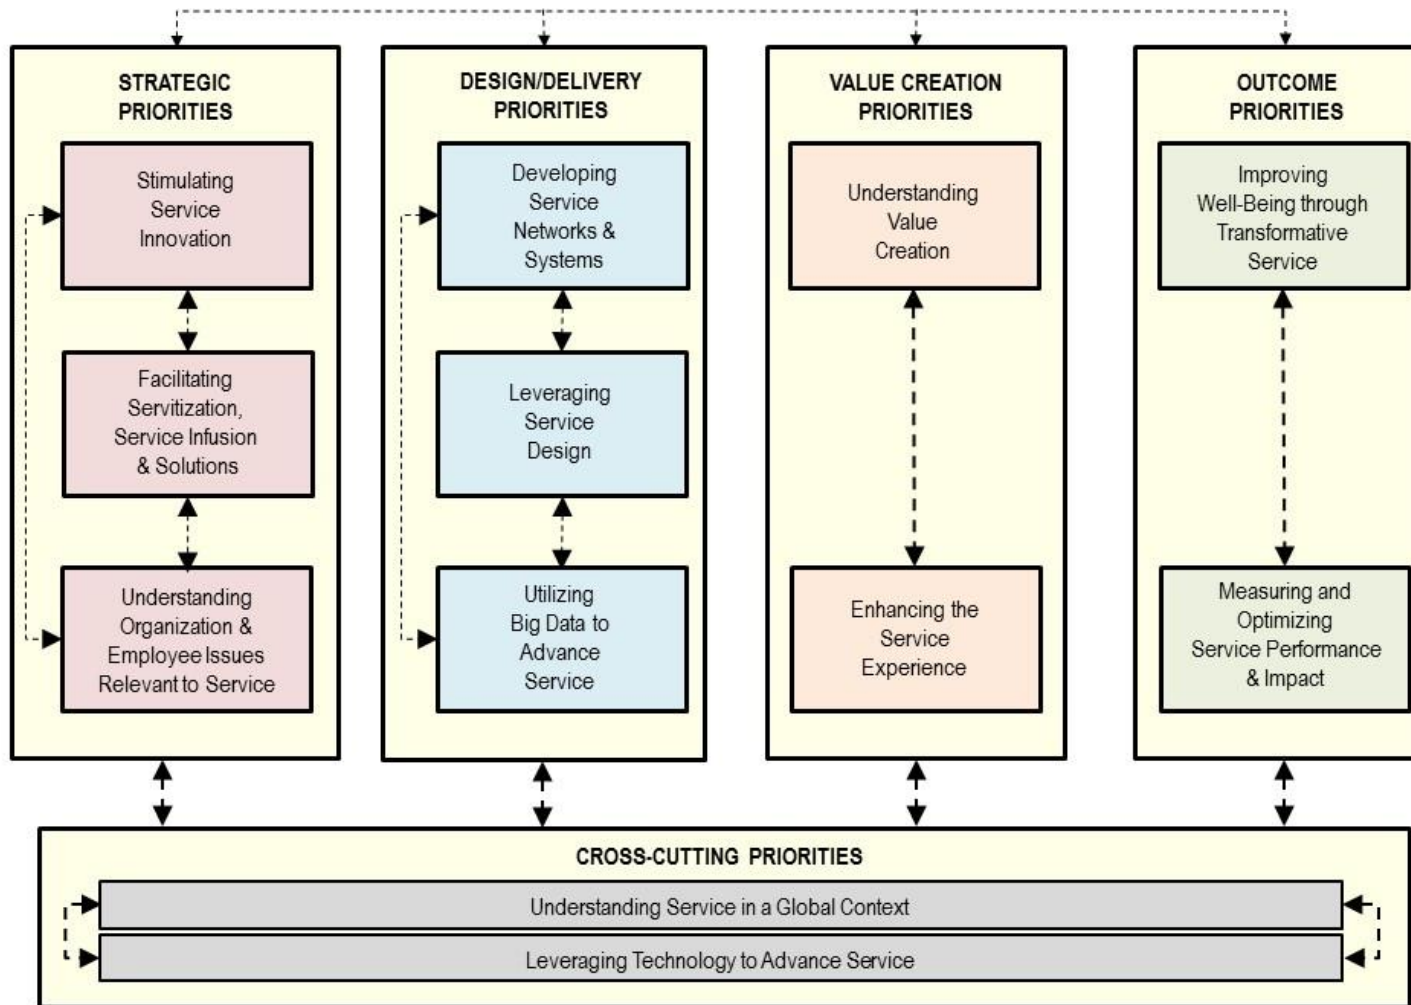 STRATEGIC
PRIORITIES
Stimulating
Service
Innovation
Facilitating
Servitization,
Service Infusion
& Solutions
Understanding
Organization &
Employee Issues
Relevant to Service
DESIGN/DELIVERY
PRIORITIES
Developing
Service
Networks &
Systems
Leveraging
Service
Design
Utilizing
Big Data to
Advance
Service
VALUE CREATION
PRIORITIES
Understanding
Value
Creation
Enhancing the
Service
Experience
OUTCOME
PRIORITIES
Improving
Well-Being through
Transformative
Service
Measuring and
Optimizing
Service Performance
& Impact
CROSS-CUTTING PRIORITIES
Understanding Service in a Global Context
Leveraging Technology to Advance Service